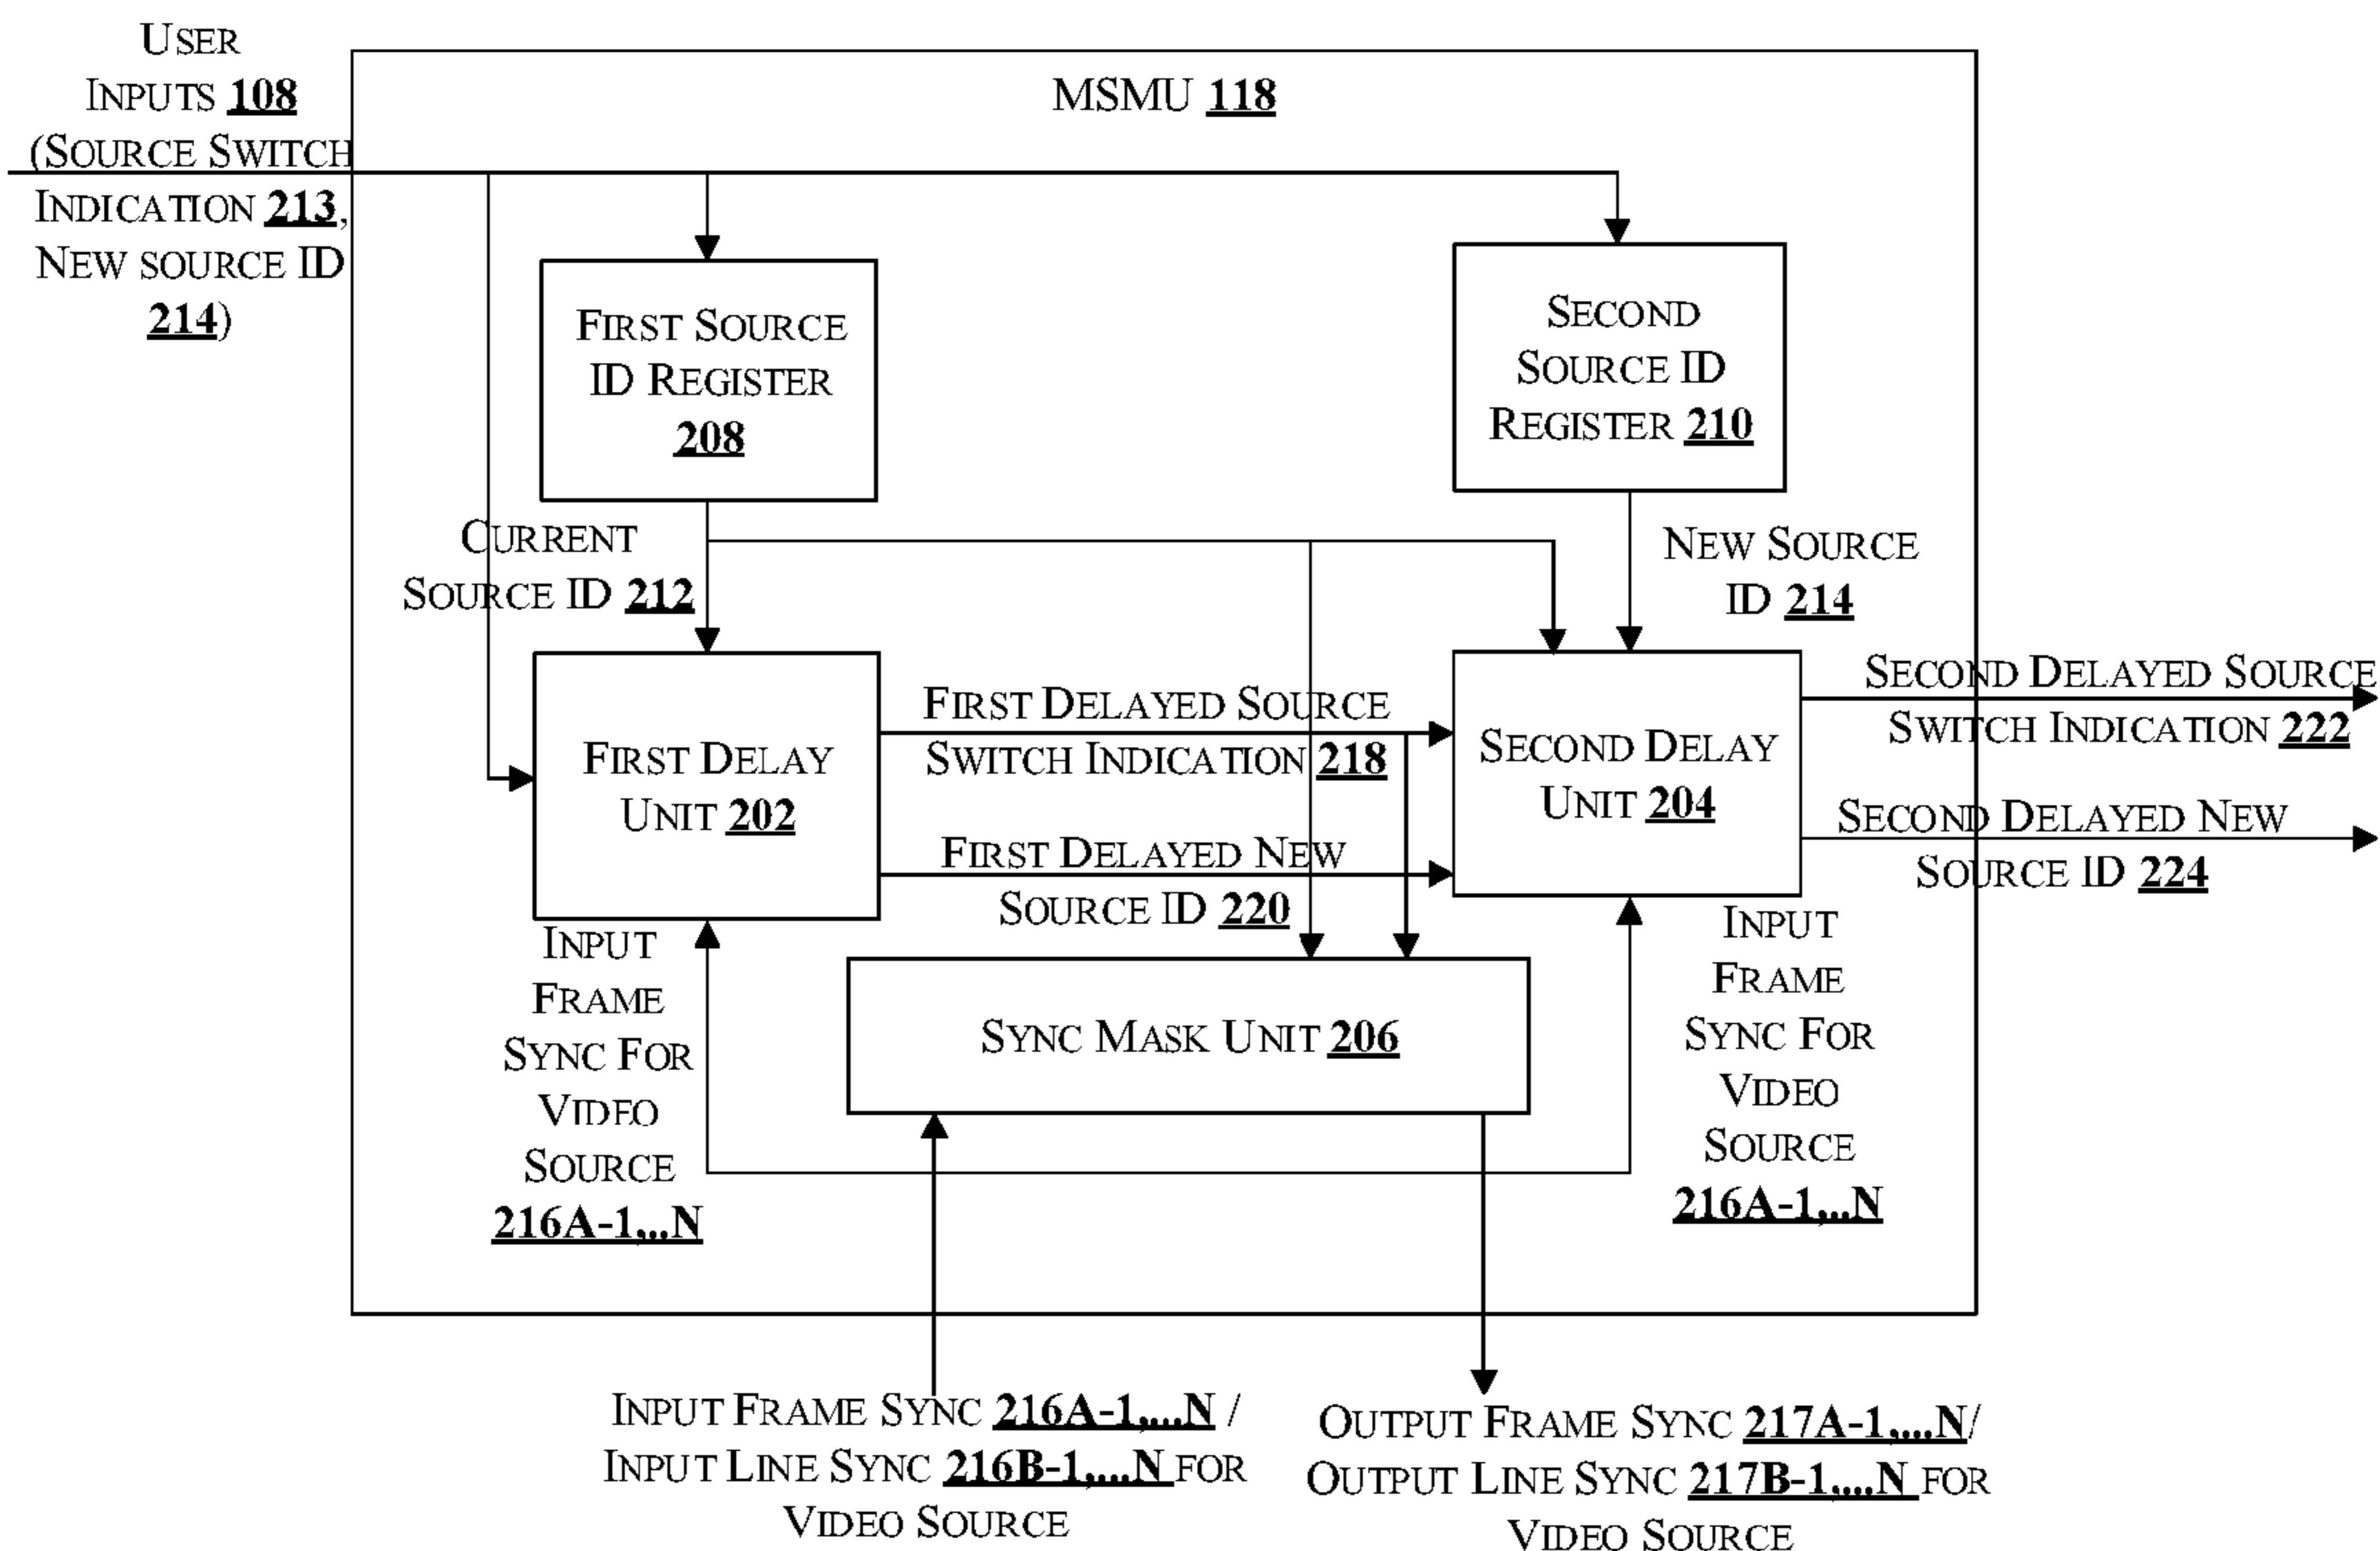 USER
INPUTS 108
(SOURCE SWITCH
INDICATION 213,
NEW SOURCE ID
214)
MSMU 118
FIRST SOURCE
ID REGISTER
208
SECOND
SOURCE ID
REGISTER 210
CURRENT
SOURCE ID 212
NEW SOURCE
ID 214
FIRST DELAY
UNIT 202
FIRST DELAYED SOURCE
SWITCH INDICATION 218
FIRST DELAYED NEW
SOURCE ID 220
SECOND DELAY
UNIT 204
SECOND DELAYED SOURCE
SWITCH INDICATION 222
SECOND DELAYED NEW
SOURCE ID 224
INPUT
FRAME
SYNC FOR
VIDEO
SOURCE
216A-1,..N
SYNC MASK UNIT 206
INPUT
FRAME
SYNC FOR
VIDEO
SOURCE
216A-1,..N
INPUT FRAME SYNC 216A-1,...N /
INPUT LINE SYNC 216B-1,...N FOR
VIDEO SOURCE
OUTPUT FRAME SYNC 217A-1,...N/
OUTPUT LINE SYNC 217B-1,...N FOR
VIDEO SOURCE